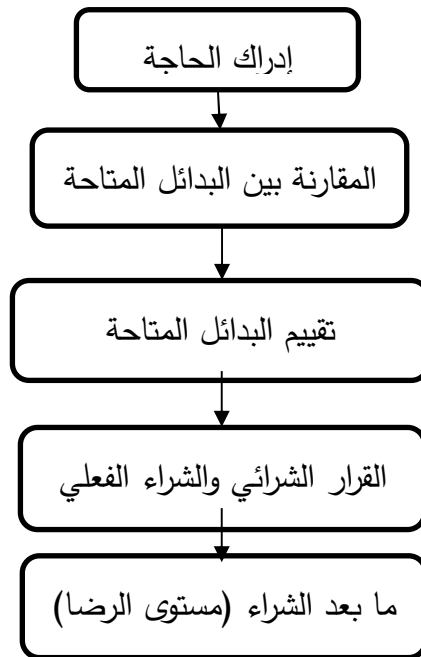 إدراك الحاجة
المقارنة بين البدائل المتاحة
تقييم البدائل المتاحة
القرار الشرائي والشراء الفعلي
ما بعد الشراء (مستوى الرضا)